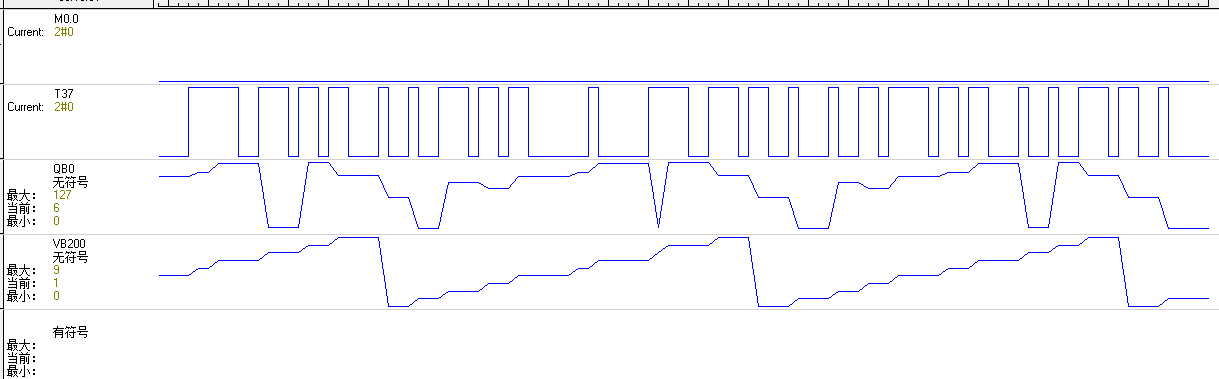 M0.0
Current: 2#0
T37
Current: 2#0
QB0
无符号
最大: 127
当前: 6
最小: 0
VB200
无符号
最大: 9
当前: 1
最小: 0
有符号
最大:
当前:
最小: